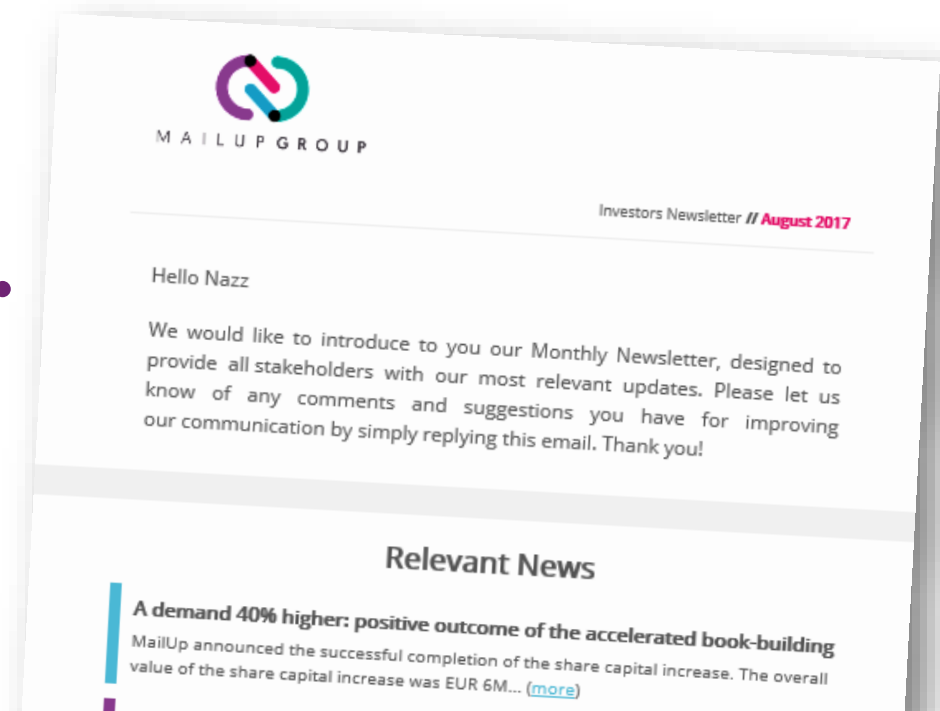 MAILUPGROUP
Investors Newsletter // August 2017
Hello Nazz
We would like to introduce to you our Monthly Newsletter, designed to
provide all stakeholders with our most relevant updates. Please let us
know of any comments and suggestions you have for improving
our communication by simply replying this email. Thank you!
Relevant News
A demand 40% higher: positive outcome of the accelerated book-building
MailUp announced the successful completion of the share capital increase. The overall
value of the share capital increase was EUR 6M... (more)